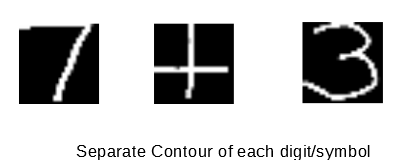 7 + 3
Separate Contour of each digit/symbol